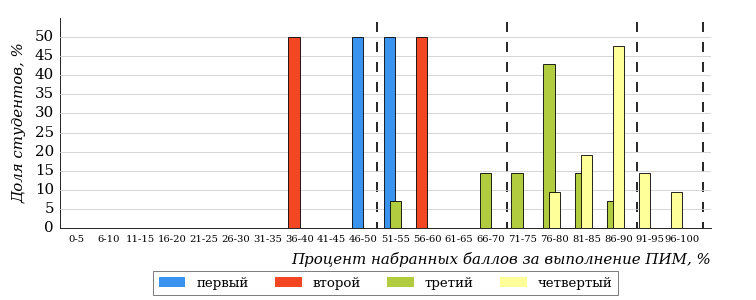 Доля студентов, %
50
45
40
35
30
25
20
15
10
5
0
0-5 6-10 11-15 16-20 21-25 26-30 31-35 36-40 41-45 46-50 51-55 56-60 61-65 66-70 71-75 76-80 81-85 86-90 91-95 96-100
Процент набранных баллов за выполнение ПИМ, %
первый второй третий четвертый